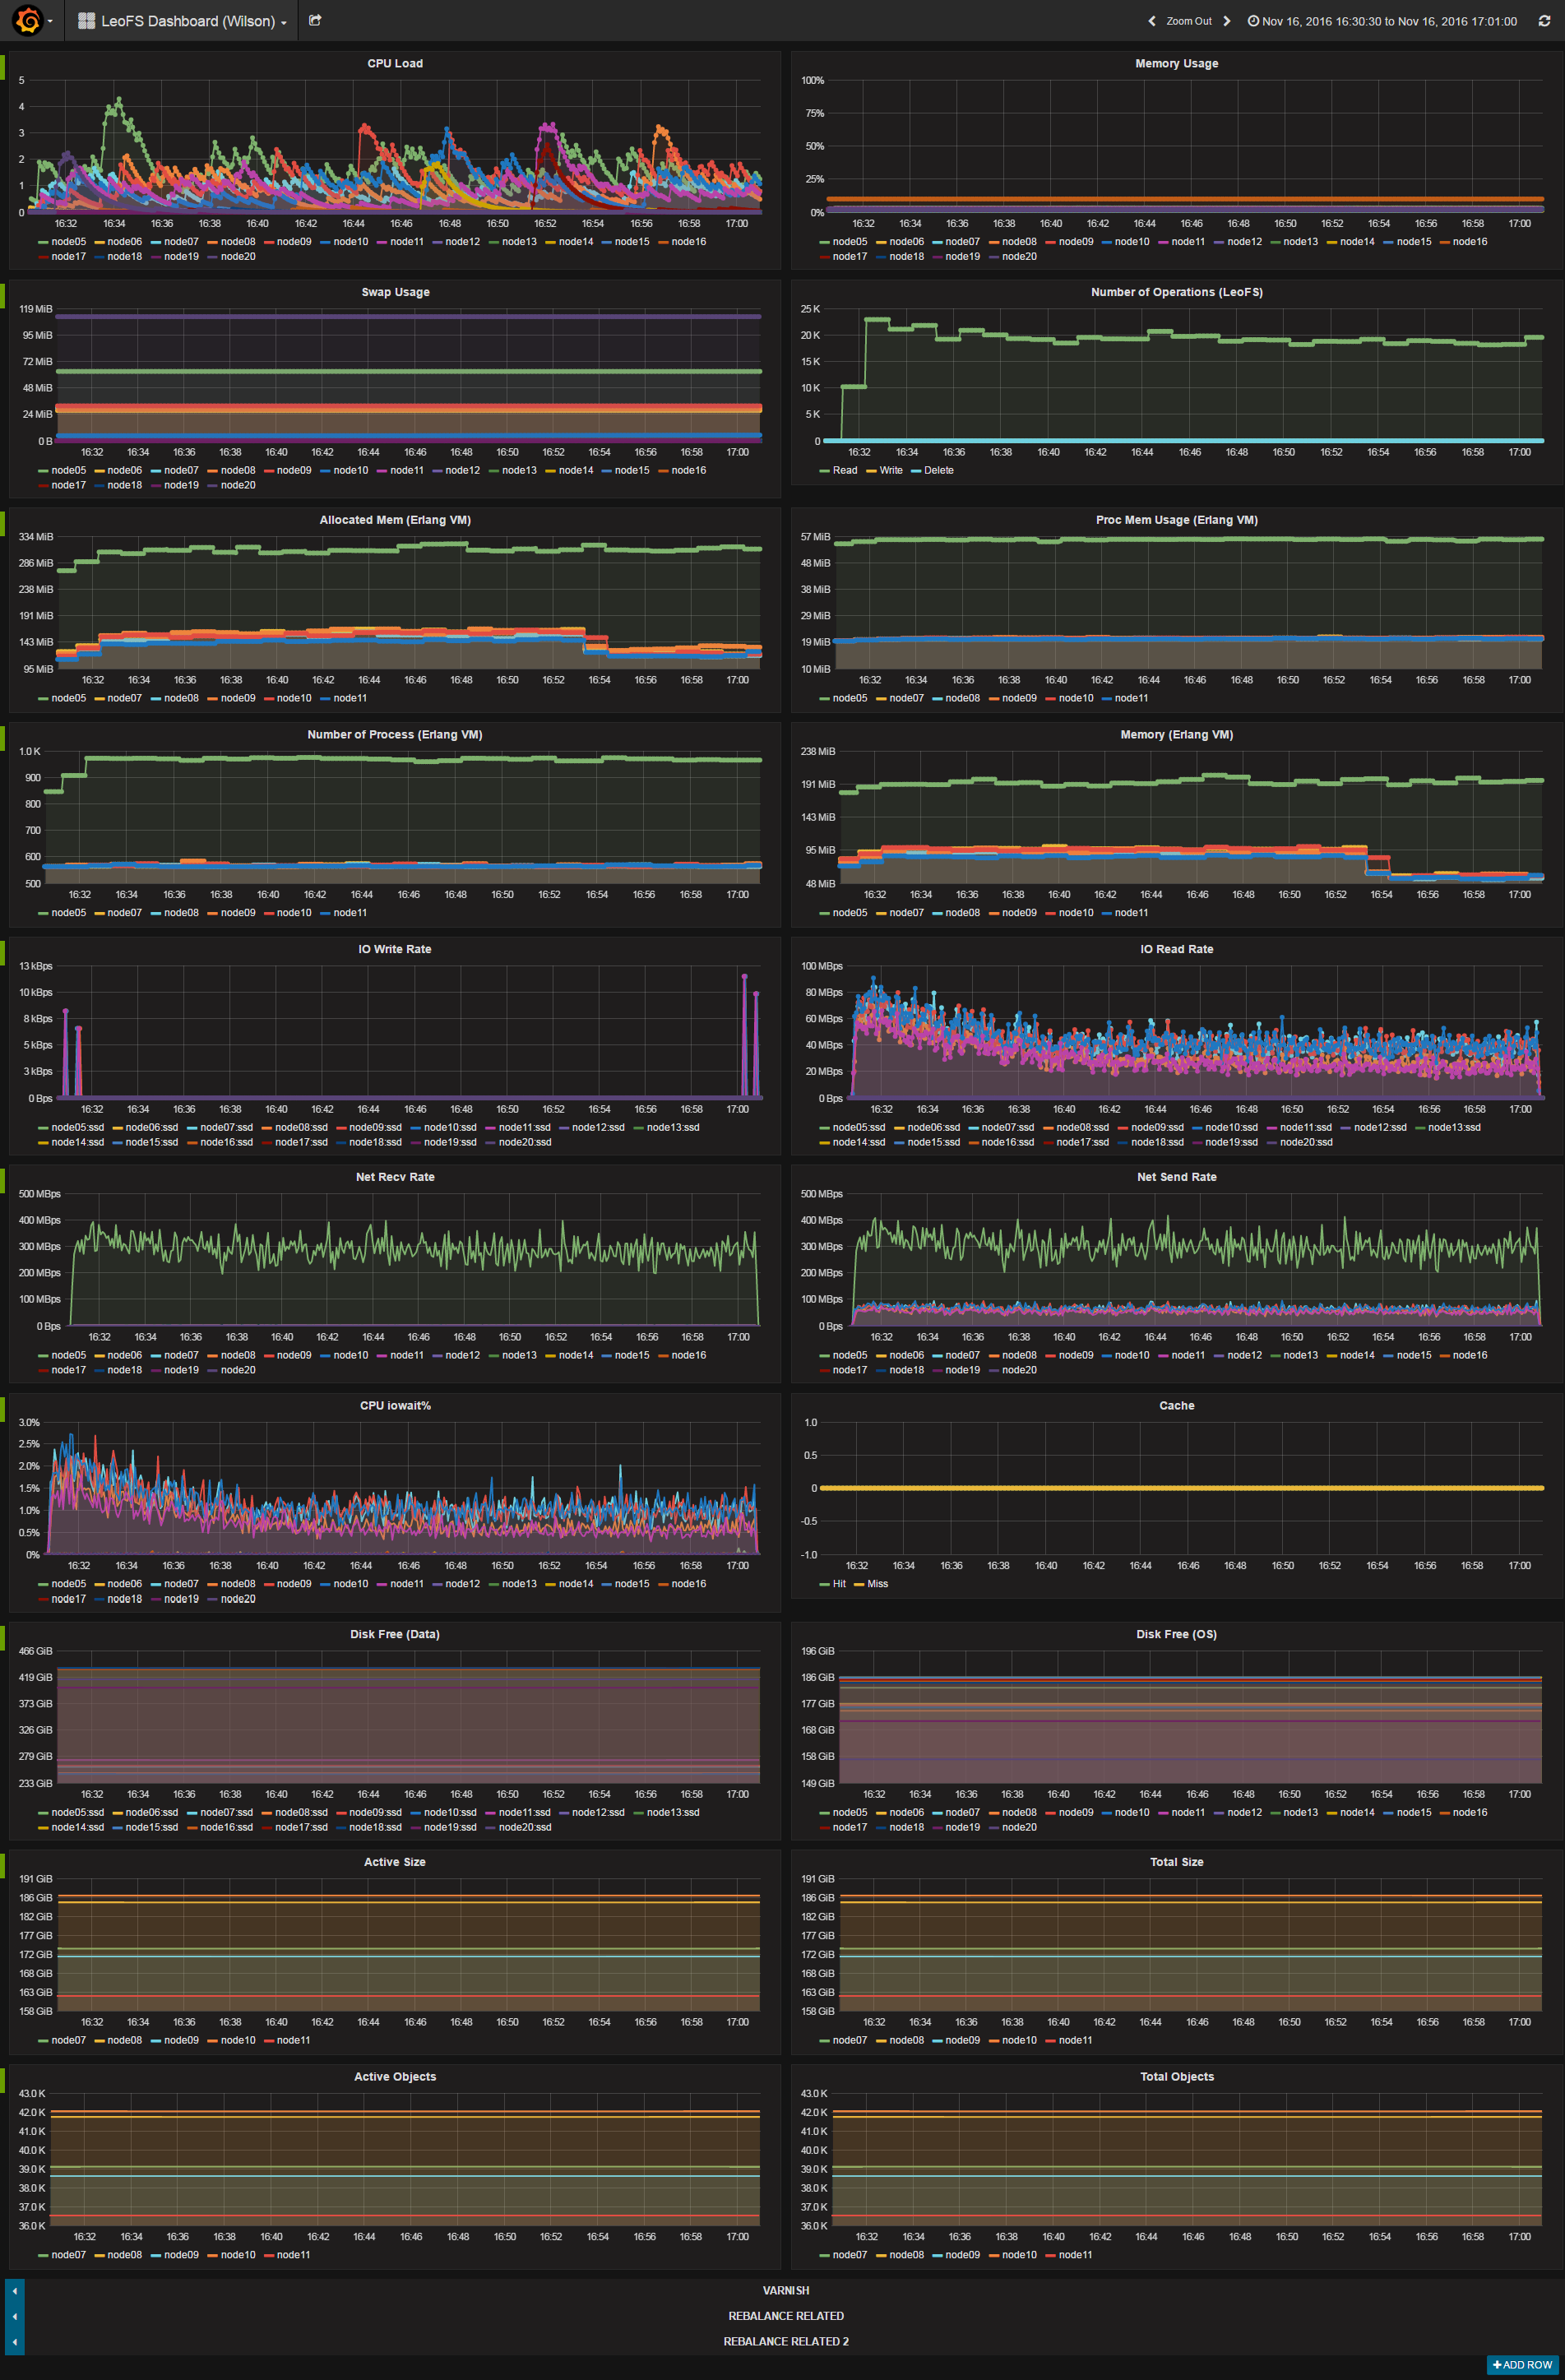 LeoFS Dashboard (Wilson)
Zoom Out
Nov 16, 2016 16:30:30 to Nov 16, 2016 17:01:00
CPU Load
5
4
3
2
1
0
16:32 16:34 16:36 16:38 16:40 16:42 16:44 16:46 16:48 16:50 16:52 16:54 16:56 16:58 17:00
node05 node06 node07 node08 node09 node10 node11 node12 node13 node14 node15 node16
node17 node18 node19 node20
Memory Usage
100%
75%
50%
25%
0%
16:32 16:34 16:36 16:38 16:40 16:42 16:44 16:46 16:48 16:50 16:52 16:54 16:56 16:58 17:00
node05 node06 node07 node08 node09 node10 node11 node12 node13 node14 node15 node16
node17 node18 node19 node20
Swap Usage
119 MiB
95 MiB
72 MiB
48 MiB
24 MiB
0 B
16:32 16:34 16:36 16:38 16:40 16:42 16:44 16:46 16:48 16:50 16:52 16:54 16:56 16:58 17:00
node05 node06 node07 node08 node09 node10 node11 node12 node13 node14 node15 node16
node17 node18 node19 node20
Number of Operations (LeoFS)
25 K
20 K
15 K
10 K
5 K
0
16:32 16:34 16:36 16:38 16:40 16:42 16:44 16:46 16:48 16:50 16:52 16:54 16:56 16:58 17:00
Read Write Delete
Allocated Mem (Erlang VM)
334 MiB
286 MiB
238 MiB
191 MiB
143 MiB
95 MiB
16:32 16:34 16:36 16:38 16:40 16:42 16:44 16:46 16:48 16:50 16:52 16:54 16:56 16:58 17:00
node05 node07 node08 node09 node10 node11
Proc Mem Usage (Erlang VM)
57 MiB
48 MiB
38 MiB
29 MiB
19 MiB
10 MiB
16:32 16:34 16:36 16:38 16:40 16:42 16:44 16:46 16:48 16:50 16:52 16:54 16:56 16:58 17:00
node05 node07 node08 node09 node10 node11
Number of Process (Erlang VM)
1.0 K
900
800
700
600
500
16:32 16:34 16:36 16:38 16:40 16:42 16:44 16:46 16:48 16:50 16:52 16:54 16:56 16:58 17:00
node05 node07 node08 node09 node10 node11
Memory (Erlang VM)
238 MiB
191 MiB
143 MiB
95 MiB
48 MiB
16:32 16:34 16:36 16:38 16:40 16:42 16:44 16:46 16:48 16:50 16:52 16:54 16:56 16:58 17:00
node05 node07 node08 node09 node10 node11
IO Write Rate
13 kBps
10 kBps
8 kBps
5 kBps
3 kBps
0 Bps
16:32 16:34 16:36 16:38 16:40 16:42 16:44 16:46 16:48 16:50 16:52 16:54 16:56 16:58 17:00
node05:ssd node06:ssd node07:ssd node08:ssd node09:ssd node10:ssd node11:ssd node12:ssd node13:ssd
node14:ssd node15:ssd node16:ssd node17:ssd node18:ssd node19:ssd node20:ssd
IO Read Rate
100 MBps
80 MBps
60 MBps
40 MBps
20 MBps
0 Bps
16:32 16:34 16:36 16:38 16:40 16:42 16:44 16:46 16:48 16:50 16:52 16:54 16:56 16:58 17:00
node05:ssd node06:ssd node07:ssd node08:ssd node09:ssd node10:ssd node11:ssd node12:ssd node13:ssd
node14:ssd node15:ssd node16:ssd node17:ssd node18:ssd node19:ssd node20:ssd
Net Recv Rate
500 MBps
400 MBps
300 MBps
200 MBps
100 MBps
0 Bps
16:32 16:34 16:36 16:38 16:40 16:42 16:44 16:46 16:48 16:50 16:52 16:54 16:56 16:58 17:00
node05 node06 node07 node08 node09 node10 node11 node12 node13 node14 node15 node16
node17 node18 node19 node20
Net Send Rate
500 MBps
400 MBps
300 MBps
200 MBps
100 MBps
0 Bps
16:32 16:34 16:36 16:38 16:40 16:42 16:44 16:46 16:48 16:50 16:52 16:54 16:56 16:58 17:00
node05 node06 node07 node08 node09 node10 node11 node12 node13 node14 node15 node16
node17 node18 node19 node20
CPU iowait%
3.0%
2.5%
2.0%
1.5%
1.0%
0.5%
0%
16:32 16:34 16:36 16:38 16:40 16:42 16:44 16:46 16:48 16:50 16:52 16:54 16:56 16:58 17:00
node05 node06 node07 node08 node09 node10 node11 node12 node13 node14 node15 node16
node17 node18 node19 node20
Cache
1.0
0.5
0
-0.5
-1.0
16:32 16:34 16:36 16:38 16:40 16:42 16:44 16:46 16:48 16:50 16:52 16:54 16:56 16:58 17:00
Hit Miss
Disk Free (Data)
466 GiB
419 GiB
373 GiB
326 GiB
279 GiB
233 GiB
16:32 16:34 16:36 16:38 16:40 16:42 16:44 16:46 16:48 16:50 16:52 16:54 16:56 16:58 17:00
node05:ssd node06:ssd node07:ssd node08:ssd node09:ssd node10:ssd node11:ssd node12:ssd node13:ssd
node14:ssd node15:ssd node16:ssd node17:ssd node18:ssd node19:ssd node20:ssd
Disk Free (OS)
196 GiB
186 GiB
177 GiB
168 GiB
158 GiB
149 GiB
16:32 16:34 16:36 16:38 16:40 16:42 16:44 16:46 16:48 16:50 16:52 16:54 16:56 16:58 17:00
node05 node06 node07 node08 node09 node10 node11 node12 node13 node14 node15 node16
node17 node18 node19 node20
Active Size
191 GiB
186 GiB
182 GiB
177 GiB
172 GiB
168 GiB
163 GiB
158 GiB
16:32 16:34 16:36 16:38 16:40 16:42 16:44 16:46 16:48 16:50 16:52 16:54 16:56 16:58 17:00
node07 node08 node09 node10 node11
Total Size
191 GiB
186 GiB
182 GiB
177 GiB
172 GiB
168 GiB
163 GiB
158 GiB
16:32 16:34 16:36 16:38 16:40 16:42 16:44 16:46 16:48 16:50 16:52 16:54 16:56 16:58 17:00
node07 node08 node09 node10 node11
Active Objects
43.0 K
42.0 K
41.0 K
40.0 K
39.0 K
38.0 K
37.0 K
36.0 K
16:32 16:34 16:36 16:38 16:40 16:42 16:44 16:46 16:48 16:50 16:52 16:54 16:56 16:58 17:00
node07 node08 node09 node10 node11
Total Objects
43.0 K
42.0 K
41.0 K
40.0 K
39.0 K
38.0 K
37.0 K
36.0 K
16:32 16:34 16:36 16:38 16:40 16:42 16:44 16:46 16:48 16:50 16:52 16:54 16:56 16:58 17:00
node07 node08 node09 node10 node11
VARNISH
REBALANCE RELATED
REBALANCE RELATED 2
ADD ROW